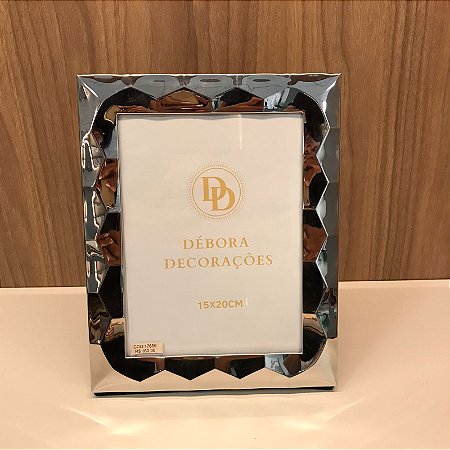 DD
DÉBORA
DECORAÇÕES
15X20CM